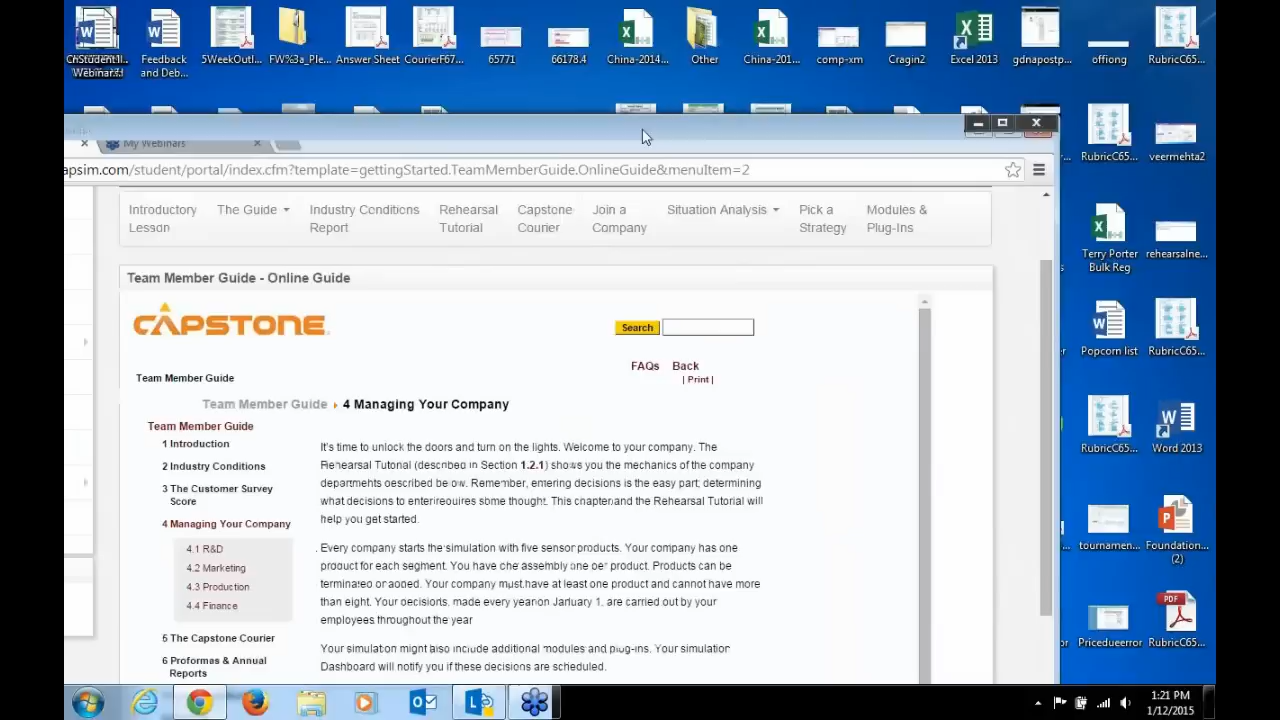 Feedback and Deb...
5WeekOutl...
FW%3a_Ple...
Answer Sheet
CourierF67...
65771
66178.4
China-2014...
Other
China-201...
comp-xm
Cragin2
Excel 2013
gdnapostp...
offiong
RubricC65...
My Webinars
apsim.com/student/portal/index.cfm?template=gettingStarted.TeamMemberGuide.OnlineGuide&menuItem=2
RubricC65...
veermehta2
Introductory Lesson
The Guide
Industry Conditions Report
Rehearsal Tutorial
Capstone Courier
Join a Company
Situation Analysis
Pick a Strategy
Modules & Plug-Ins
Terry Porter Bulk Reg
rehearsalne...
Team Member Guide - Online Guide
CAPSTONE
Search
FAQs Back
| Print |
Team Member Guide
Team Member Guide 4 Managing Your Company
Team Member Guide
1 Introduction
2 Industry Conditions
3 The Customer Survey
Score
4 Managing Your Company
4.1 R&D
4.2 Marketing
4.3 Production
4.4 Finance
5 The Capstone Courier
6 Proformas & Annual
Reports
It's time to unlock the doors and turn on the lights. Welcome to your company. The
Rehearsal Tutorial (described in Section 1.2.1) shows you the mechanics of the company
departments described below. Remember, entering decisions is the easy part; determining
what decisions to enter requires some thought. This chapter and the Rehearsal Tutorial will
help you get started.
Every company starts the simulation with five sensor products. Your company has one
product for each segment. You have one assembly line per product. Products can be
terminated or added. Your company must have at least one product and cannot have more
than eight. Your decisions, made every year on January 1, are carried out by your
employees throughout the year
Your simulation might also include additional modules and plug-ins. Your simulation
Dashboard will notify you if these decisions are scheduled.
Popcorn list
RubricC65...
RubricC65...
Word 2013
tournamen...
Foundation... (2)
PDF
Pricedueerror
RubricC65...
1:21 PM
1/12/2015